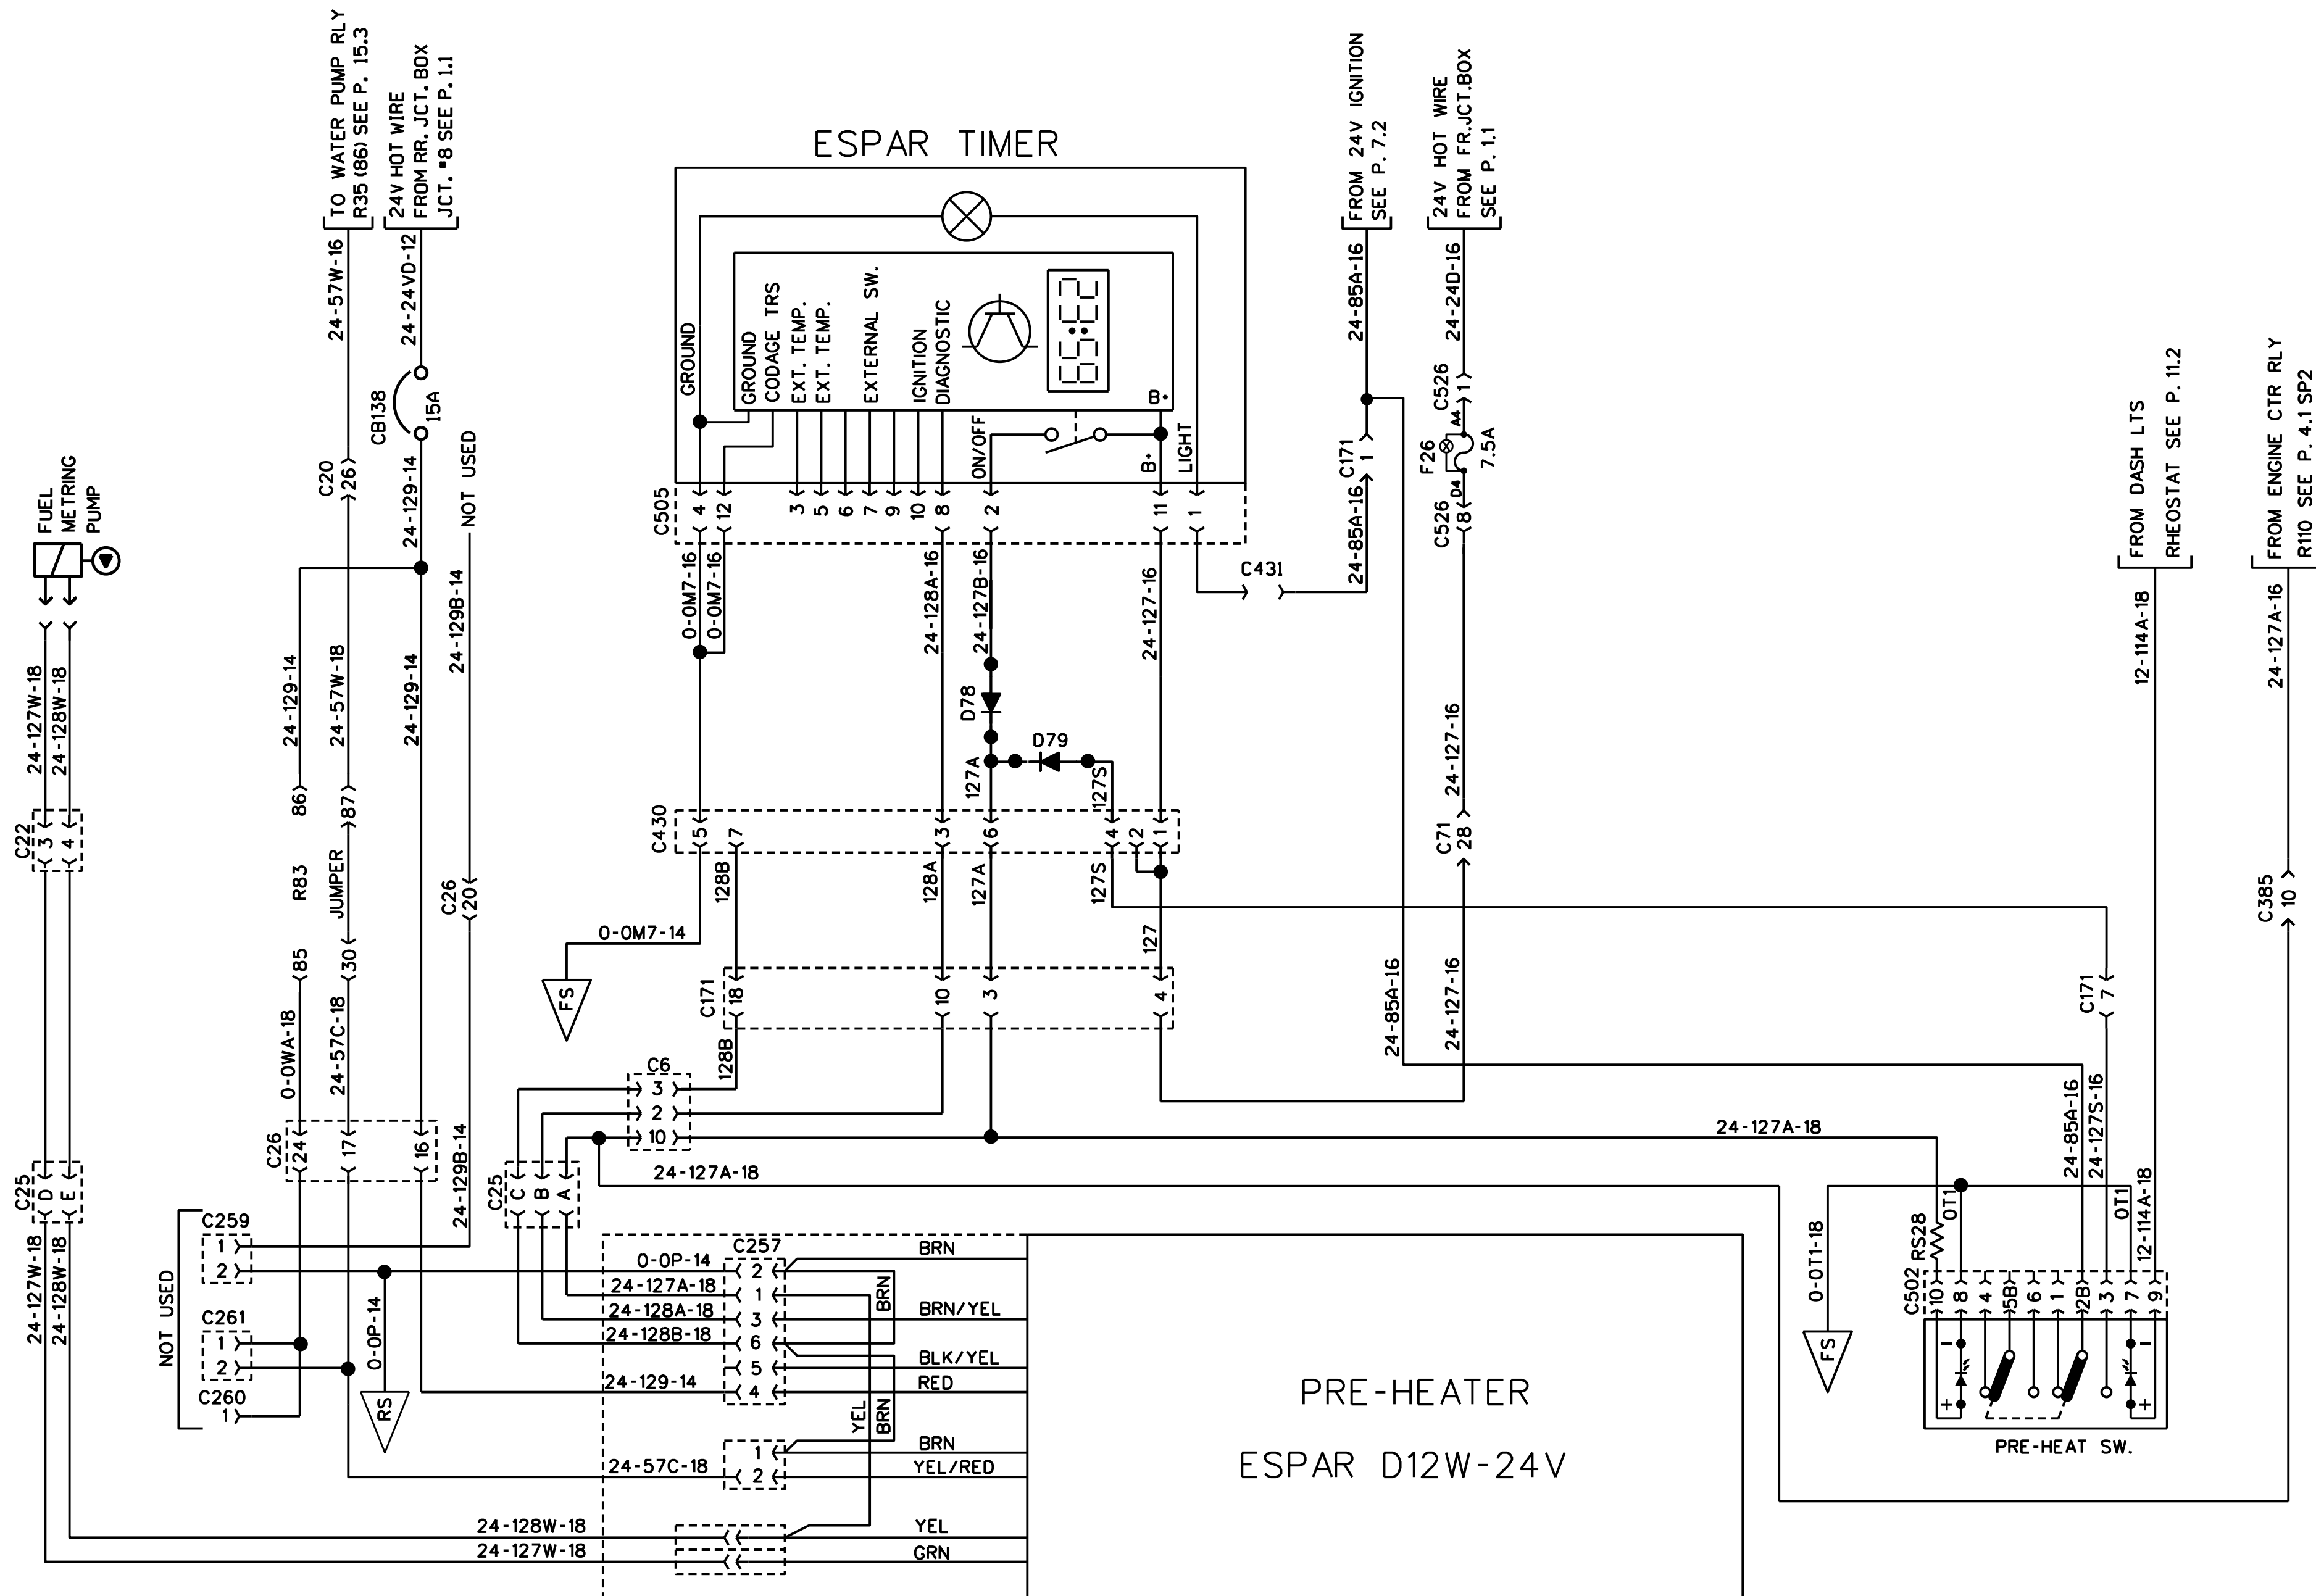 TO WATER PUMP RLY
R35 (86) SEE P. 15.3
24V HOT WIRE
FROM RR. JCT. BOX
JCT. #8 SEE P. 1.1
24-57W-16
24-24VD-12
CB138
15A
C20
26
24-129-14
NOT USED
24-129B-14
FUEL
METRING
PUMP
24-127W-18
24-128W-18
C22
3
4
24-129-14
24-57W-18
24-129-14
86
87
R83
JUMPER
C26
20
85
30
0-0WA-18
24-57C-18
C26
24
17
16
24-129B-14
C25
D
E
24-127W-18
24-128W-18
NOT USED
C259
1
2
C261
1
2
C260
1
0-0P-14
RS
ESPAR TIMER
GROUND
GROUND
CODAGE TRS
EXT. TEMP.
EXT. TEMP.
EXTERNAL SW.
IGNITION
DIAGNOSTIC
B+
ON/OFF
B+
LIGHT
C505
4
12
3
5
6
7
9
10
8
2
11
1
0-0M7-16
0-0M7-16
24-128A-16
24-127B-16
24-127-16
C431
D78
D79
127A
127S
C430
5
7
3
6
4
2
1
128B
128A
127A
127S
127
0-0M7-14
FS
C171
18
10
3
4
128B
C6
3
2
10
C25
C
B
A
24-127A-18
24-127A-18
FROM 24V IGNITION
SEE P. 7.2
24V HOT WIRE
FROM FR.JCT.BOX
SEE P. 1.1
24-85A-16
24-24D-16
C526
1
A4
F26
7.5A
D4
C526
8
C171
1
24-85A-16
24-127-16
C71
28
24-85A-16
24-127-16
FROM DASH LTS
RHEOSTAT SEE P. 11.2
FROM ENGINE CTR RLY
R110 SEE P. 4.1 SP2
12-114A-18
24-127A-16
C385
10
C171
7
24-85A-16
24-127S-16
12-114A-18
0T1
0T1
0-0T1-18
FS
RS28
C502
10
8
4
5B
6
1
2B
3
7
9
-
-
+
+
PRE-HEAT SW.
C257
0-0P-14
2
BRN
24-127A-18
1
BRN
24-128A-18
3
BRN/YEL
24-128B-18
6
5
BLK/YEL
24-129-14
4
RED
YEL
BRN
1
BRN
24-57C-18
2
YEL/RED
24-128W-18
YEL
24-127W-18
GRN
PRE-HEATER
ESPAR D12W-24V